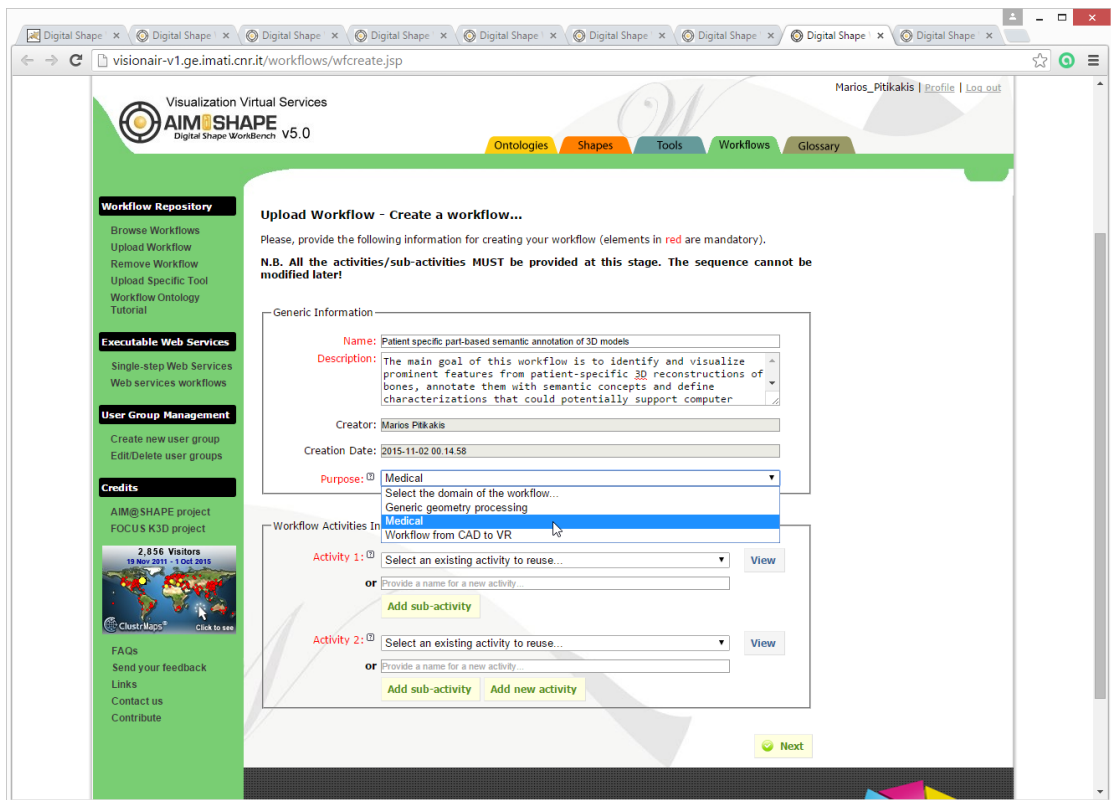 Digital Shape Digital Shape Digital Shape Digital Shape Digital Shape Digital Shape Digital Shape Digital Shape Digital Shape
visionair-v1.ge.imati.cnr.it/workflows/wfcreate.jsp
Marios_Pitikakis | Profile | Log out
Visualization Virtual Services
AIM@SHAPE
Digital Shape WorkBench v5.0
Ontologies Shapes Tools Workflows Glossary
Workflow Repository
Browse Workflows
Upload Workflow
Remove Workflow
Upload Specific Tool
Workflow Ontology
Tutorial
Executable Web Services
Single-step Web Services
Web services workflows
User Group Management
Create new user group
Edit/Delete user groups
Credits
AIM@SHAPE project
FOCUS K3D project
2,856 Visitors
19 Nov 2011 - 1 Oct 2015
ClustrMaps® Click to see
FAQs
Send your feedback
Links
Contact us
Contribute
Upload Workflow - Create a workflow...
Please, provide the following information for creating your workflow (elements in red are mandatory).
N.B. All the activities/sub-activities MUST be provided at this stage. The sequence cannot be
modified later!
Generic Information
Name: Patient specific part-based semantic annotation of 3D models
Description: The main goal of this workflow is to identify and visualize
prominent features from patient-specific 3D reconstructions of
bones, annotate them with semantic concepts and define
characterizations that could potentially support computer
Creator: Marios Pitikakis
Creation Date: 2015-11-02 00.14.58
Purpose: ? Medical
Select the domain of the workflow...
Generic geometry processing
Medical
Workflow from CAD to VR
Workflow Activities In
Activity 1: ? Select an existing activity to reuse... View
or Provide a name for a new activity...
Add sub-activity
Activity 2: ? Select an existing activity to reuse... View
or Provide a name for a new activity...
Add sub-activity Add new activity
Next